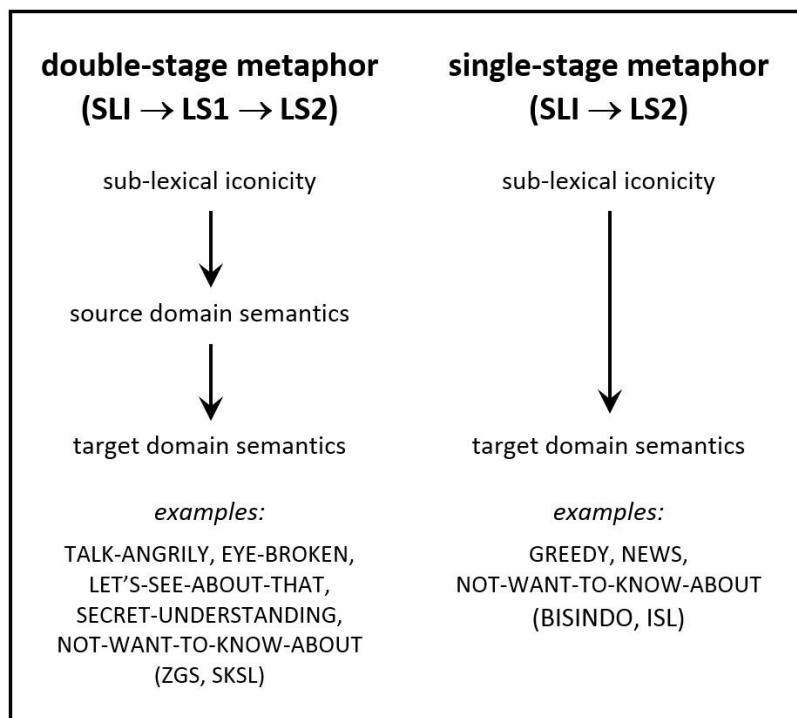 double-stage metaphor
(SLI → LS1 → LS2)
sub-lexical iconicity
source domain semantics
target domain semantics
examples:
TALK-ANGRILY, EYE-BROKEN,
LET’S-SEE-ABOUT-THAT,
SECRET-UNDERSTANDING,
NOT-WANT-TO-KNOW-ABOUT
(ZGS, SKSL)
single-stage metaphor
(SLI → LS2)
sub-lexical iconicity
target domain semantics
examples:
GREEDY, NEWS,
NOT-WANT-TO-KNOW-ABOUT
(BISINDO, ISL)